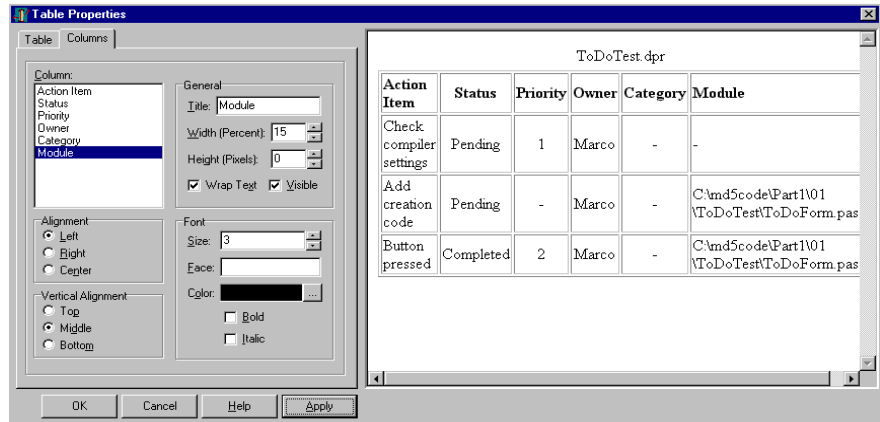 Table Properties
Table Columns
Column:
Action Item
Status
Priority
Owner
Category
Module
General
Title: Module
Width (Percent): 15
Height (Pixels): 0
Wrap Text Visible
Alignment
Left
Right
Center
Vertical Alignment
Top
Middle
Bottom
Font
Size: 3
Face:
Color: ...
Bold
Italic
OK Cancel Help Apply
ToDoTest.dpr
Action Item Status Priority Owner Category Module
Check compiler settings Pending 1 Marco - -
Add creation code Pending - Marco - C:\md5code\Part1\01\ToDoTest\ToDoForm.pas
Button pressed Completed 2 Marco - C:\md5code\Part1\01\ToDoTest\ToDoForm.pas